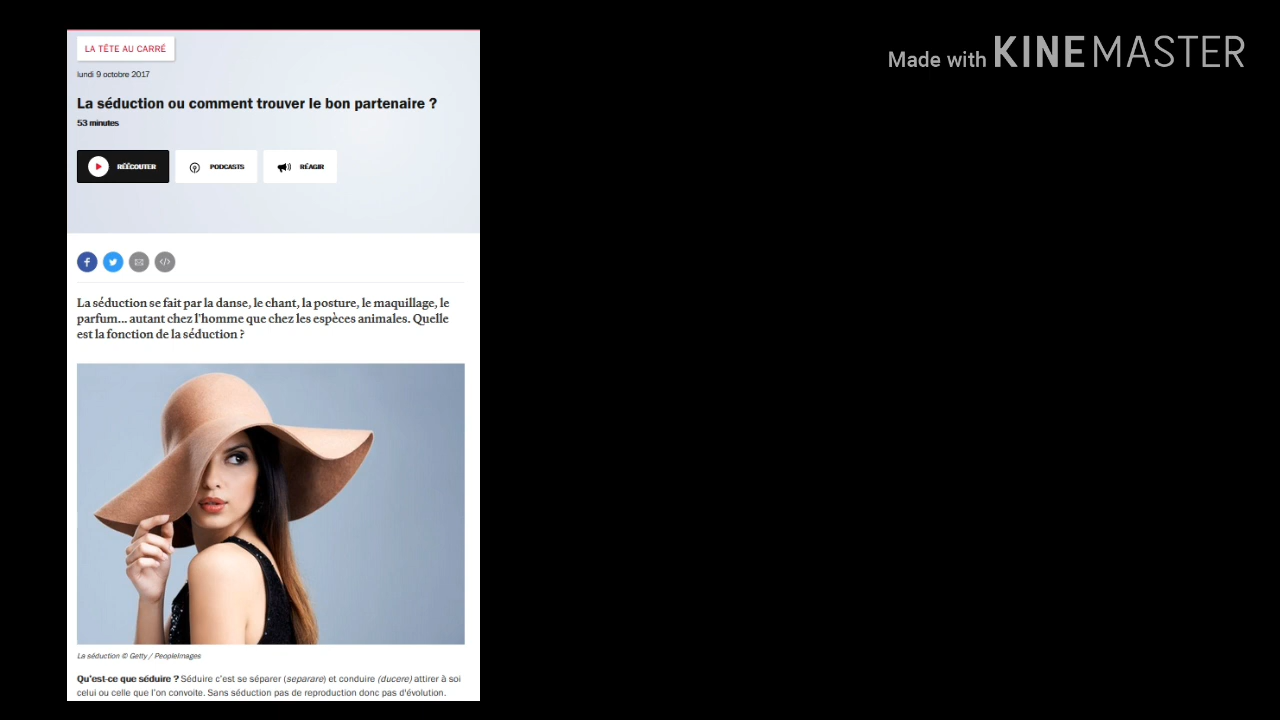 LA TÊTE AU CARRÉ
lundi 9 octobre 2017
La séduction ou comment trouver le bon partenaire ?
53 minutes
RÉÉCOUTER
PODCASTS
RÉAGIR
La séduction se fait par la danse, le chant, la posture, le maquillage, le
parfum... autant chez l'homme que chez les espèces animales. Quelle
est la fonction de la séduction ?
La séduction © Getty / PeopleImages
Qu'est-ce que séduire ? Séduire c'est se séparer (separare) et conduire (ducere) attirer à soi
celui ou celle que l'on convoite. Sans séduction pas de reproduction donc pas d'évolution.
Made with KINEMASTER